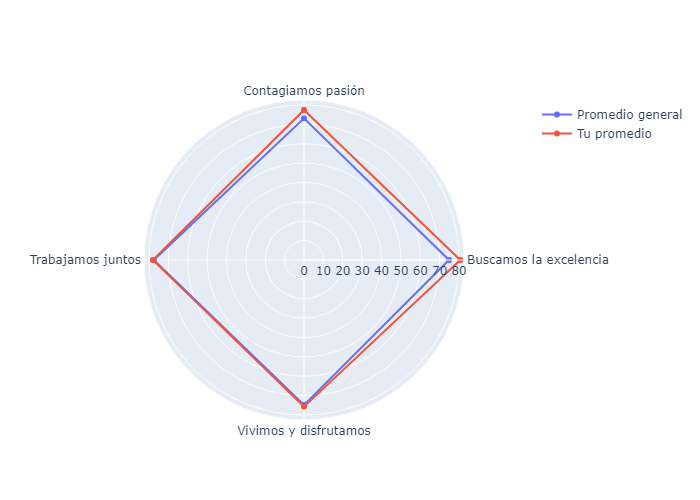 Contagiamos pasión
Promedio general
Tu promedio
Trabajamos juntos
Buscamos la excelencia
0 10 20 30 40 50 60 70 80
Vivimos y disfrutamos